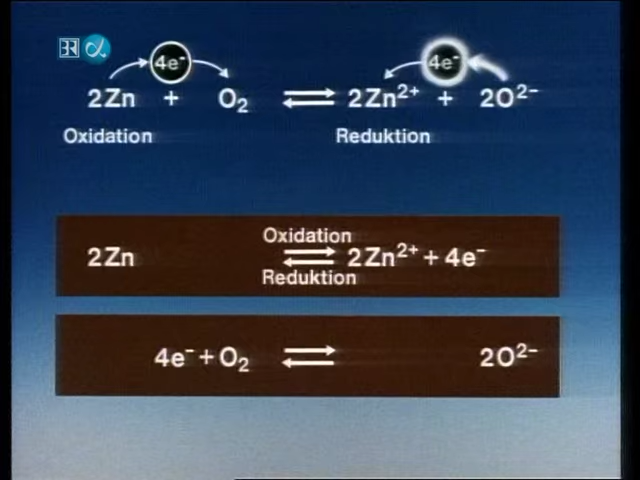 BR α
4e⁻ 4e⁻
2Zn + O₂ ⇌ 2Zn²⁺ + 2O²⁻
Oxidation Reduktion
Oxidation
2Zn ⇌ 2Zn²⁺ + 4e⁻
Reduktion
4e⁻ + O₂ ⇌ 2O²⁻